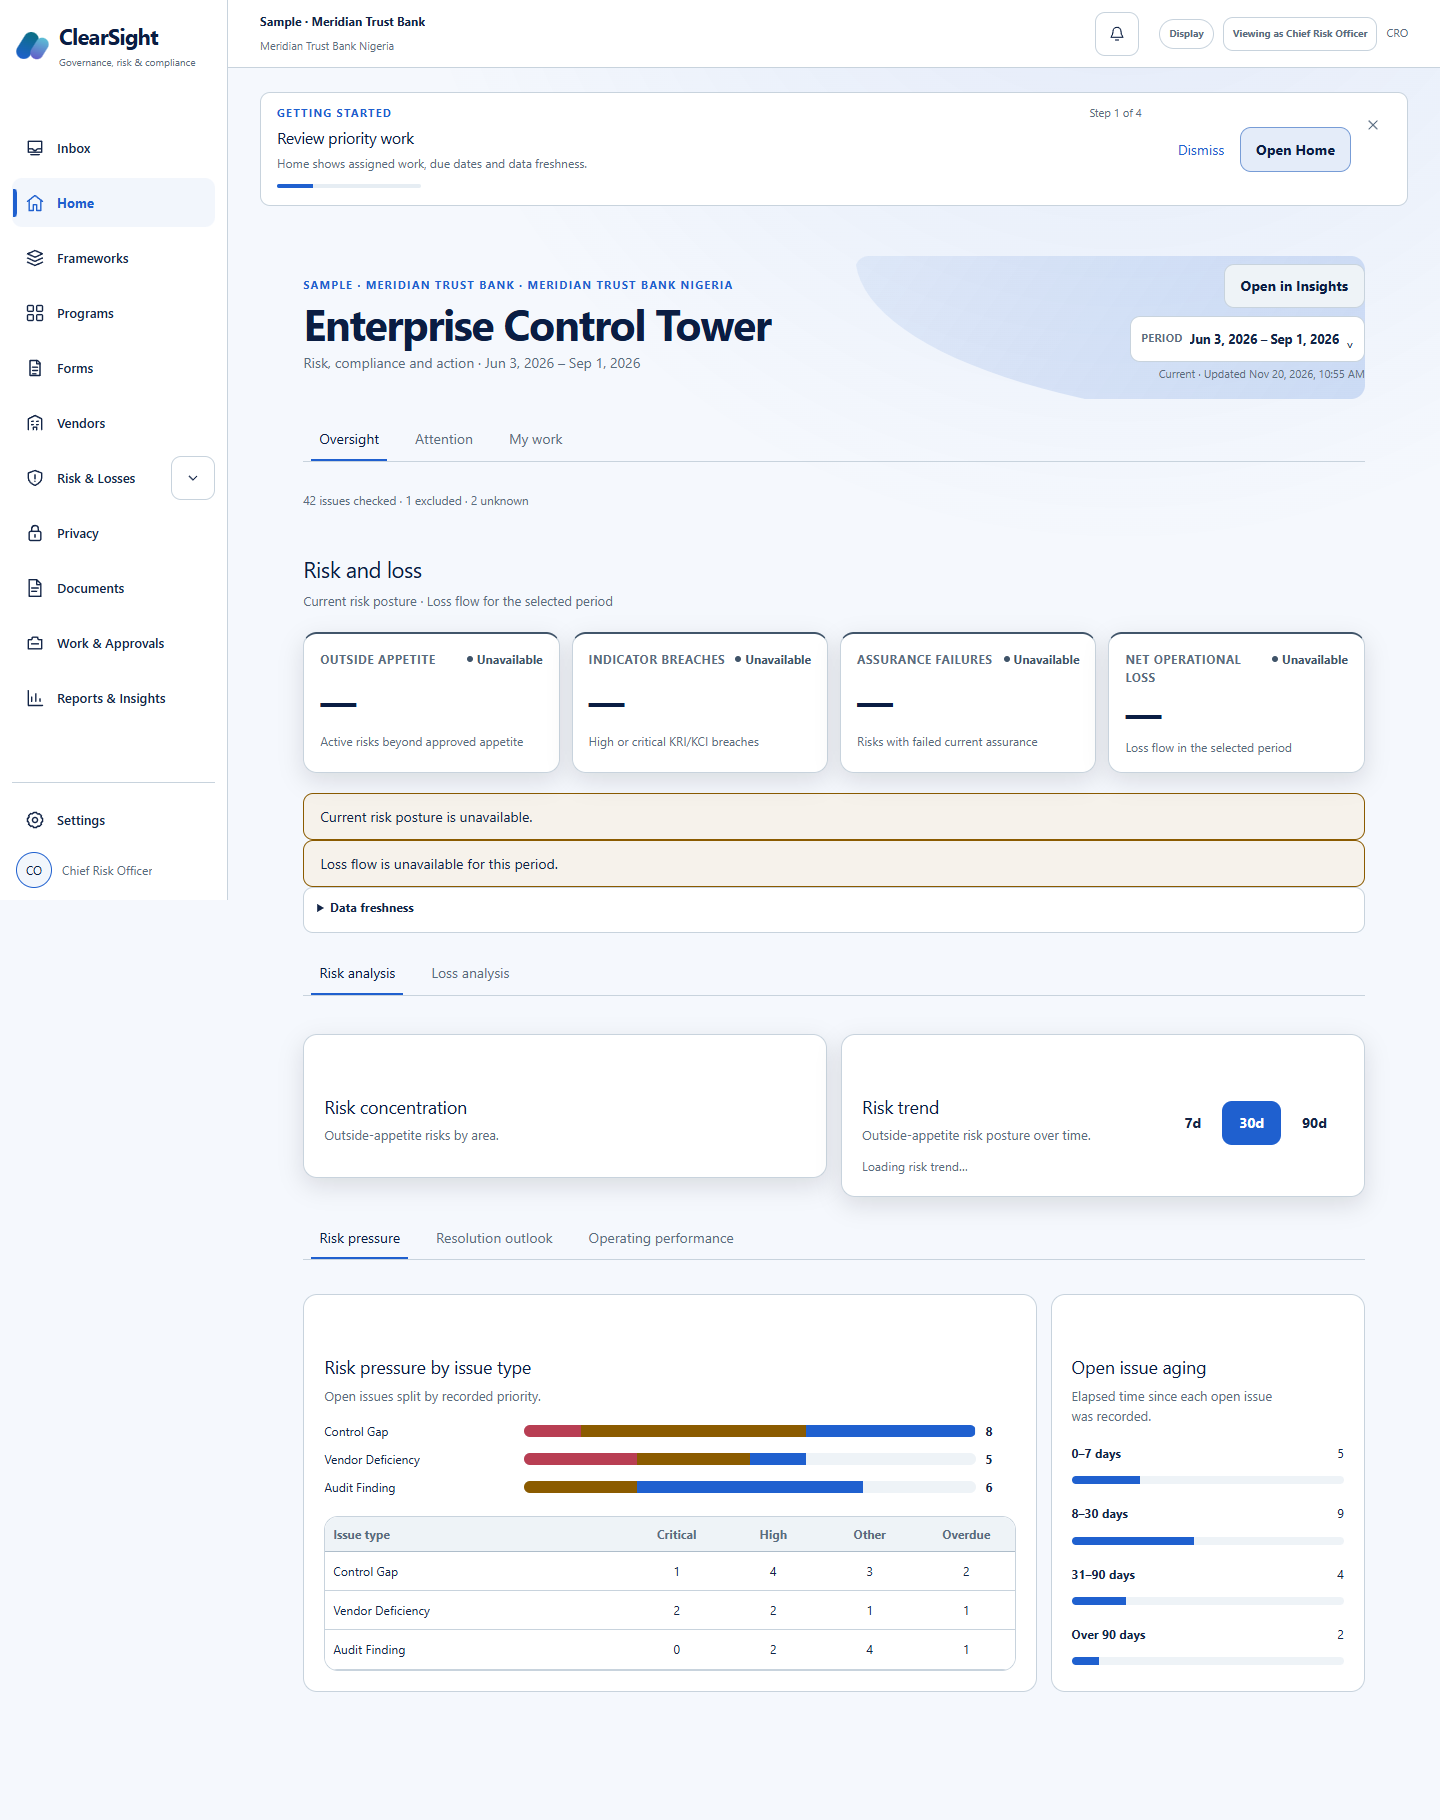 ClearSight
Governance, risk & compliance
Inbox
Home
Frameworks
Programs
Forms
Vendors
Risk & Losses
Privacy
Documents
Work & Approvals
Reports & Insights
Settings
CO Chief Risk Officer
Sample · Meridian Trust Bank
Meridian Trust Bank Nigeria
Display
Viewing as Chief Risk Officer
CRO
GETTING STARTED
Step 1 of 4
Review priority work
Home shows assigned work, due dates and data freshness.
Dismiss
Open Home
SAMPLE · MERIDIAN TRUST BANK · MERIDIAN TRUST BANK NIGERIA
Enterprise Control Tower
Risk, compliance and action · Jun 3, 2026 – Sep 1, 2026
Open in Insights
PERIOD Jun 3, 2026 – Sep 1, 2026 v
Current · Updated Nov 20, 2026, 10:55 AM
Oversight Attention My work
42 issues checked · 1 excluded · 2 unknown
Risk and loss
Current risk posture · Loss flow for the selected period
OUTSIDE APPETITE • Unavailable
—
Active risks beyond approved appetite
INDICATOR BREACHES • Unavailable
—
High or critical KRI/KCI breaches
ASSURANCE FAILURES • Unavailable
—
Risks with failed current assurance
NET OPERATIONAL • Unavailable
LOSS
—
Loss flow in the selected period
Current risk posture is unavailable.
Loss flow is unavailable for this period.
Data freshness
Risk analysis Loss analysis
Risk concentration
Outside-appetite risks by area.
Risk trend
Outside-appetite risk posture over time.
7d 30d 90d
Loading risk trend...
Risk pressure Resolution outlook Operating performance
Risk pressure by issue type
Open issues split by recorded priority.
Control Gap 8
Vendor Deficiency 5
Audit Finding 6
Issue type Critical High Other Overdue
Control Gap 1 4 3 2
Vendor Deficiency 2 2 1 1
Audit Finding 0 2 4 1
Open issue aging
Elapsed time since each open issue
was recorded.
0–7 days 5
8–30 days 9
31–90 days 4
Over 90 days 2